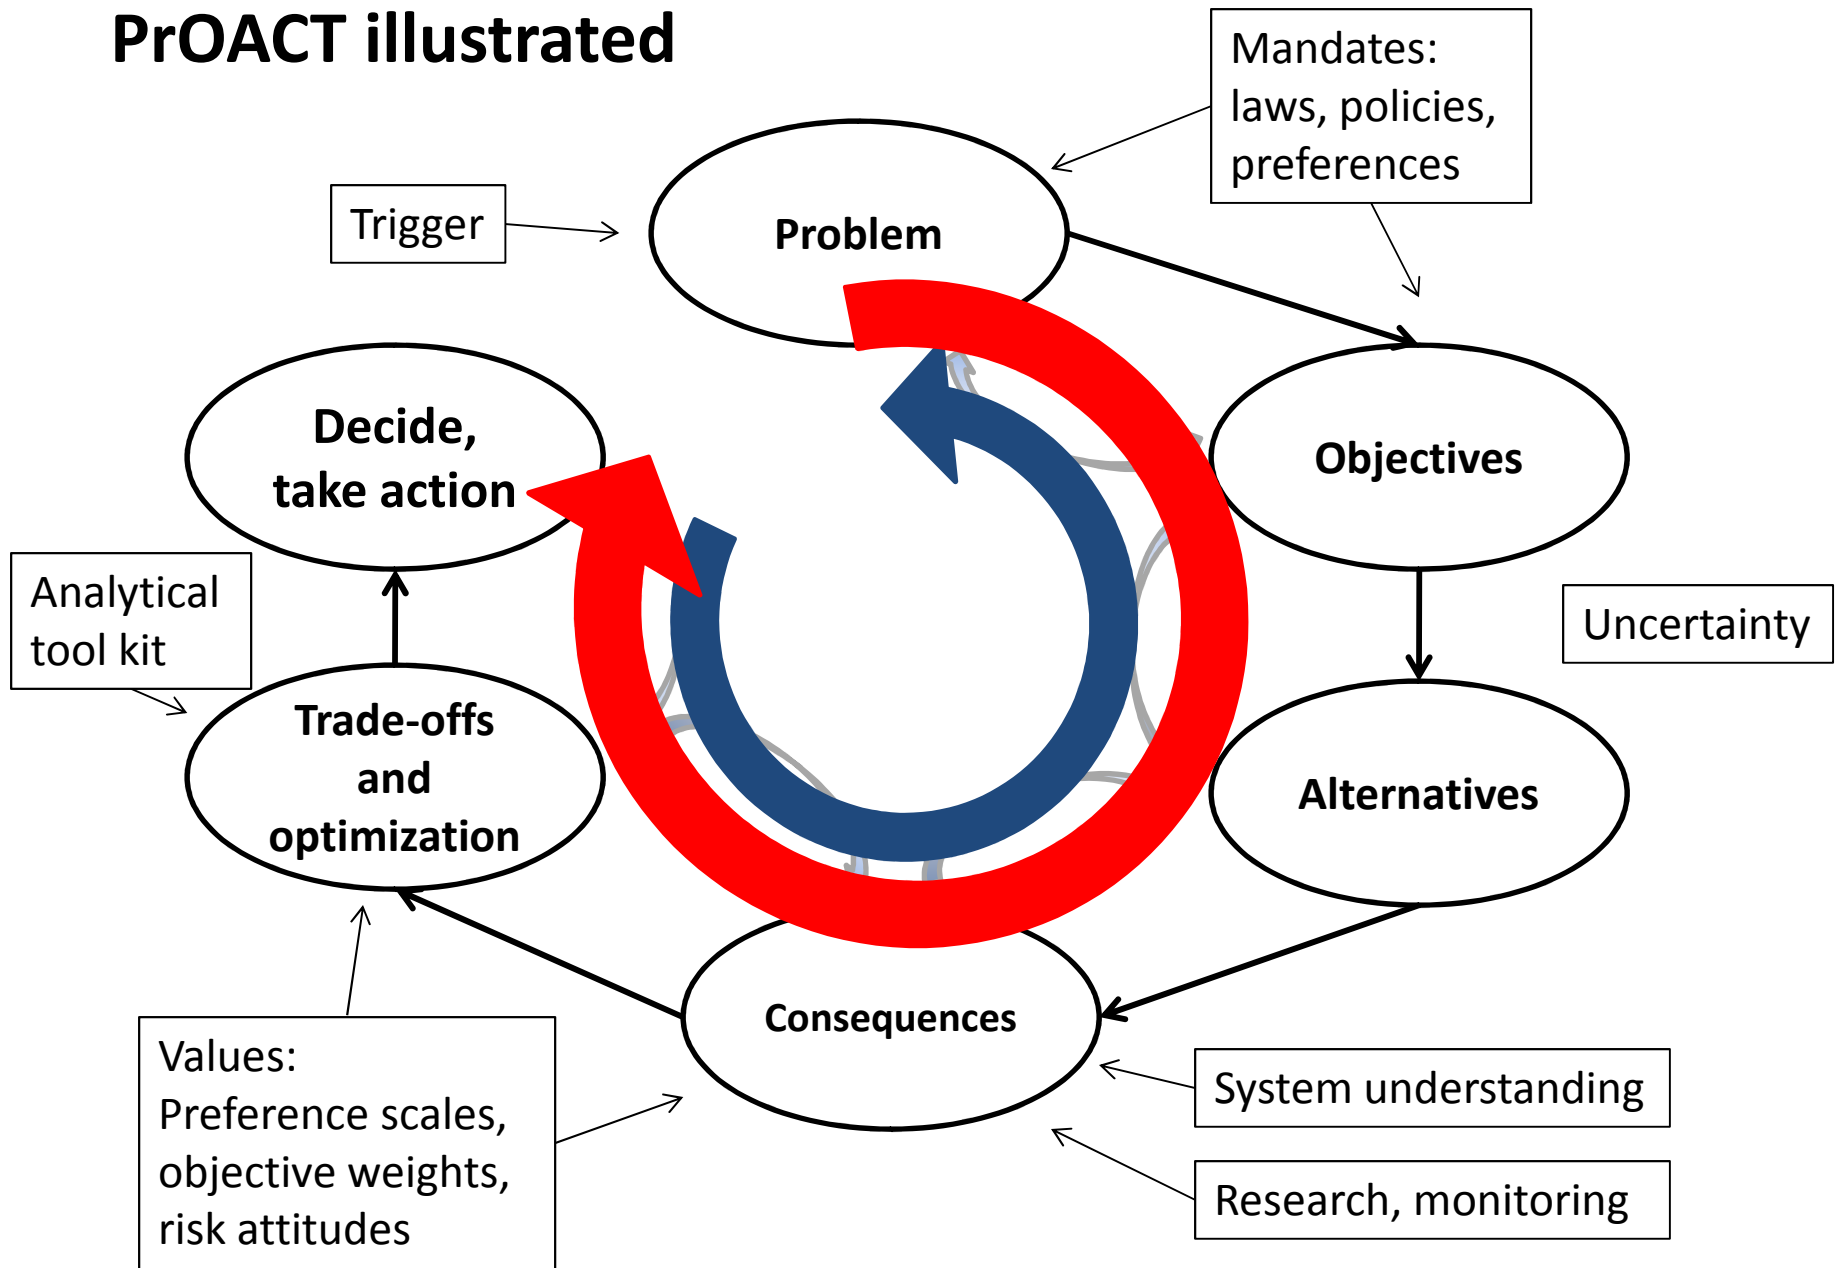 PrOACT illustrated
Mandates:
laws, policies,
preferences
Trigger
Problem
Decide,
take action
Objectives
Analytical
tool kit
Uncertainty
Trade-offs
and
optimization
Alternatives
Consequences
Values:
Preference scales,
objective weights,
risk attitudes
System understanding
Research, monitoring